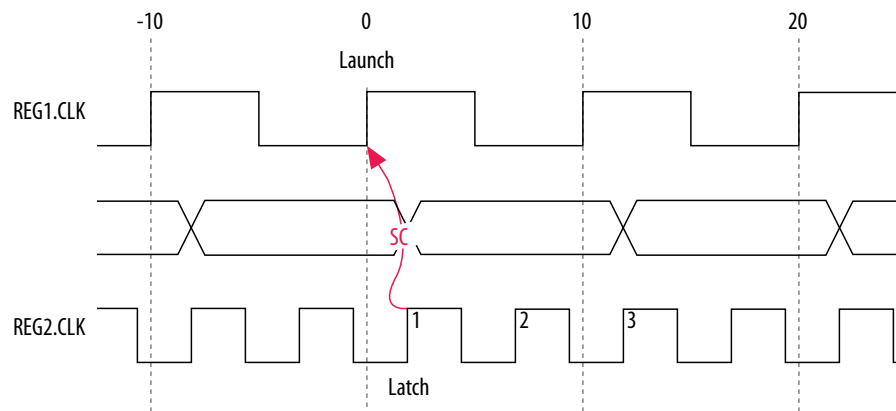 -10 0 10 20
Launch
REG1.CLK
SC
REG2.CLK 1 2 3
Latch